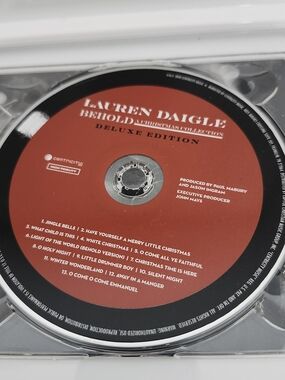 LAUREN DAIGLE
BEHOLD A CHRISTMAS COLLECTION
DELUXE EDITION
centricity
PRODUCED BY PAUL MABURY
AND JASON INGRAM
EXECUTIVE PRODUCER
JOHN MAYS
1. JINGLE BELLS | 2. HAVE YOURSELF A MERRY LITTLE CHRISTMAS
3. WHAT CHILD IS THIS | 4. WHITE CHRISTMAS | 5. O COME ALL YE FAITHFUL
6. LIGHT OF THE WORLD (BEHOLD VERSION) | 7. CHRISTMAS TIME IS HERE
8. O HOLY NIGHT | 9. LITTLE DRUMMER BOY | 10. SILENT NIGHT
11. WINTER WONDERLAND | 12. AWAY IN A MANGER
13. O COME O COME EMMANUEL